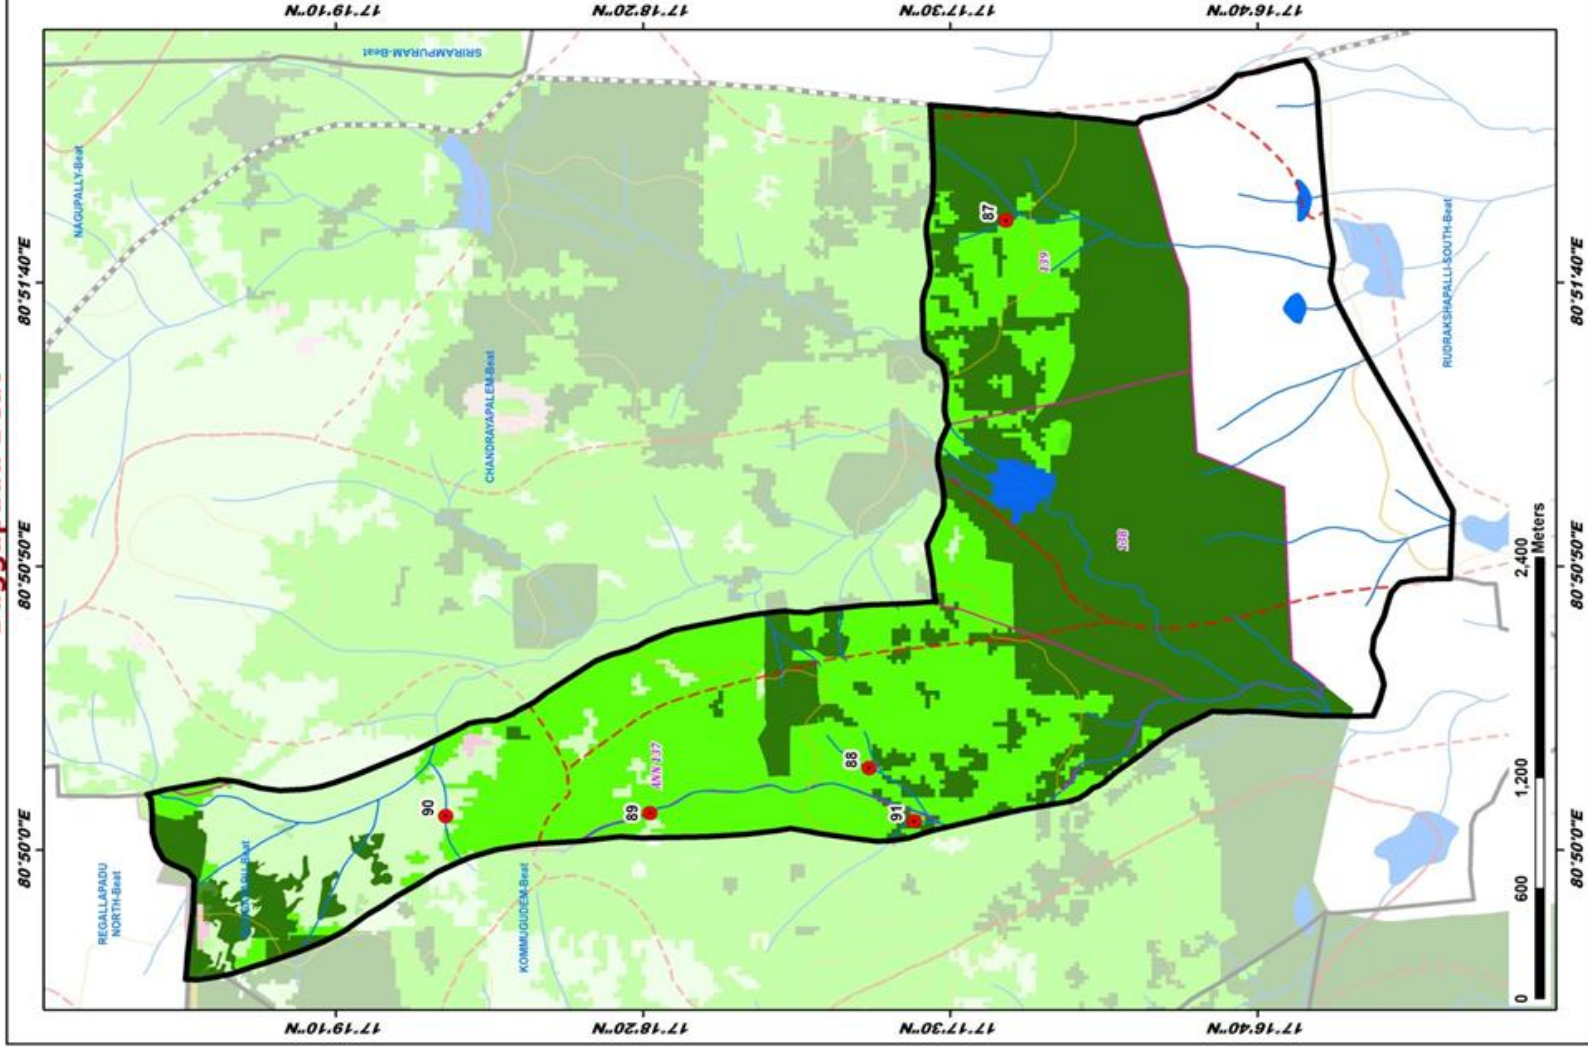 17°19'10"N
17°18'20"N
17°17'30"N
17°16'40"N
SRIRAMPURAM-Beat
NAGUPALLY-Beat
80°51'40"E
80°51'40"E
RUDRAKSHAPALLI-SOUTH-Beat
87
139
CHANDRAYAPALEM-Beat
80°50'50"E
80°50'50"E
138
2,400
Meters
1,200
600
0
ANN 137
88
89
90
91
80°50'0"E
80°50'0"E
REGALLAPADU
NORTH-Beat
KOMMUGUDEM-Beat
17°19'10"N
17°18'20"N
17°17'30"N
17°16'40"N